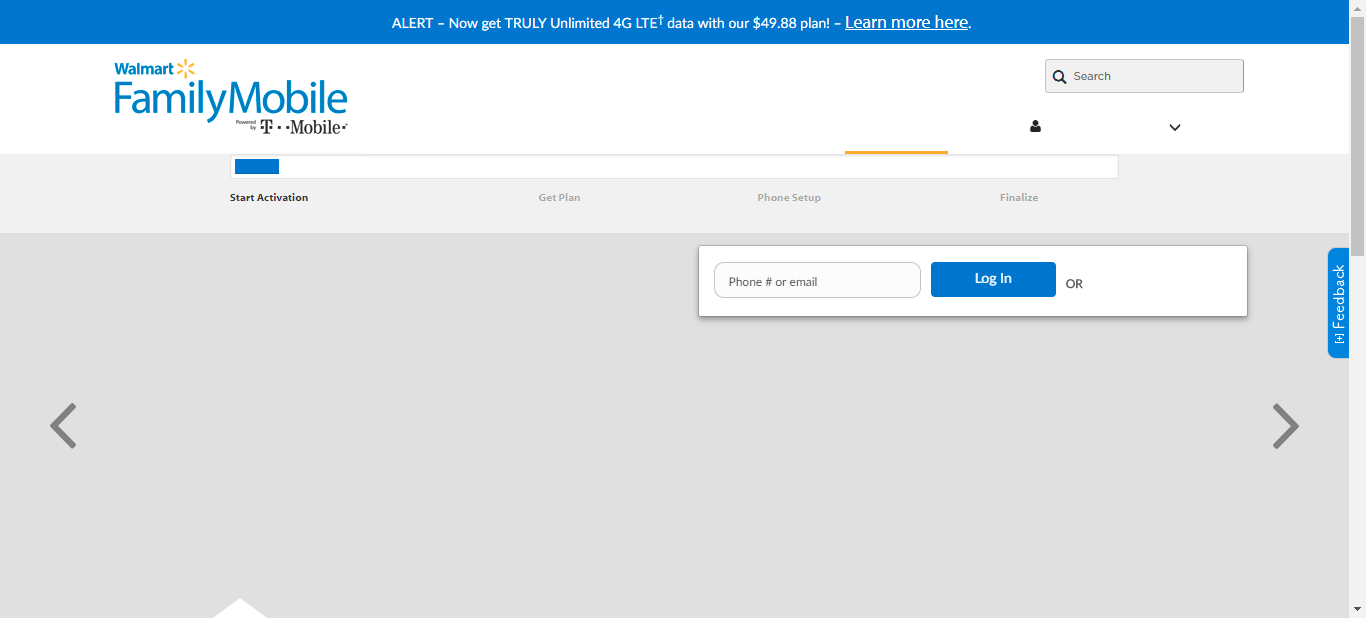 ALERT – Now get TRULY Unlimited 4G LTE† data with our $49.88 plan! – Learn more here.
Walmart
FamilyMobile
Powered by T··Mobile·
Search
Start Activation
Get Plan
Phone Setup
Finalize
Phone # or email
Log In
OR
[+] Feedback